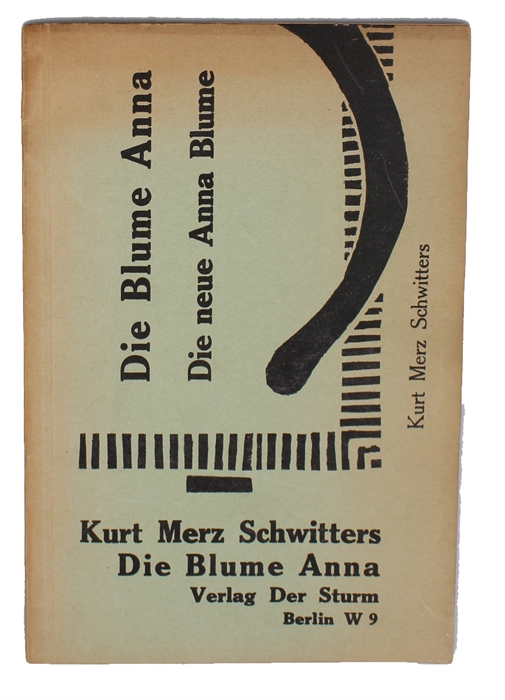 Die Blume Anna
Die neue Anna Blume
Kurt Merz Schwitters
Kurt Merz Schwitters
Die Blume Anna
Verlag Der Sturm
Berlin W 9